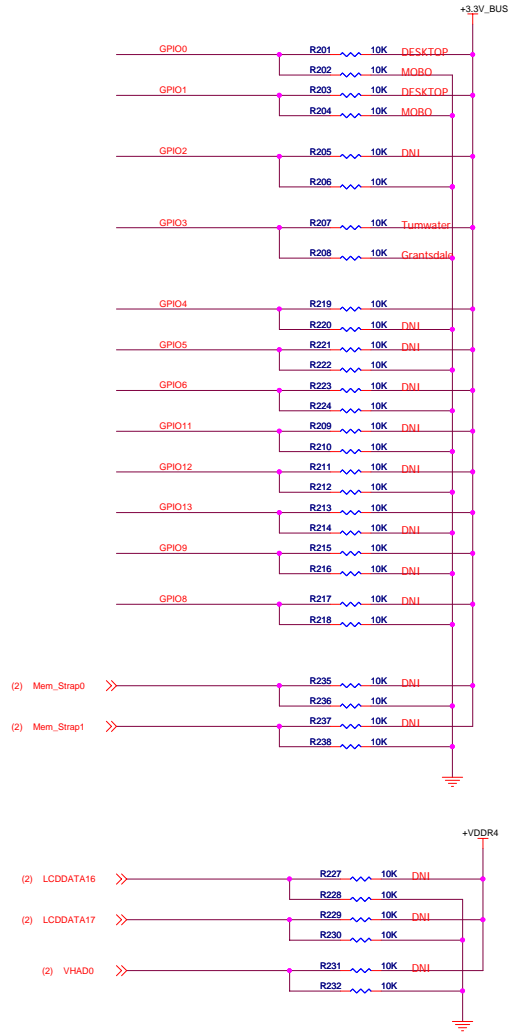 +3.3V_BUS
GPIO0 R201 10K DESKTOP
R202 10K MOBO
GPIO1 R203 10K DESKTOP
R204 10K MOBO
GPIO2 R205 10K DNI
R206 10K
GPIO3 R207 10K Tumwater
R208 10K Grantsdale
GPIO4 R219 10K
R220 10K DNI
GPIO5 R221 10K DNI
R222 10K
GPIO6 R223 10K DNI
R224 10K
GPIO11 R209 10K DNI
R210 10K
GPIO12 R211 10K DNI
R212 10K
GPIO13 R213 10K
R214 10K DNI
GPIO9 R215 10K
R216 10K DNI
GPIO8 R217 10K DNI
R218 10K
(2) Mem_Strap0 R235 10K DNI
R236 10K
(2) Mem_Strap1 R237 10K DNI
R238 10K
+VDDR4
(2) LCDDATA16 R227 10K DNI
R228 10K
(2) LCDDATA17 R229 10K DNI
R230 10K
(2) VHAD0 R231 10K DNI
R232 10K